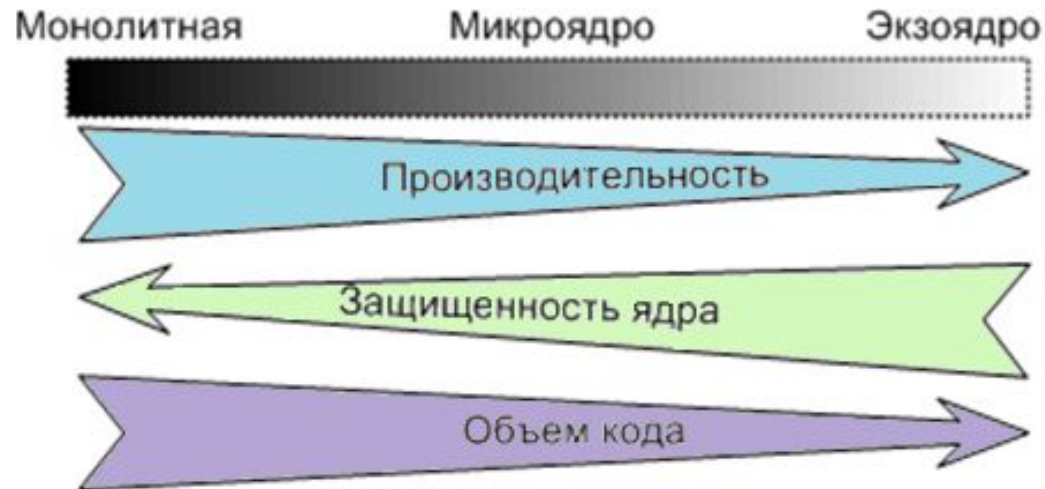 Монолитная Микроядро Экзоядро
Производительность
Защищенность ядра
Объем кода